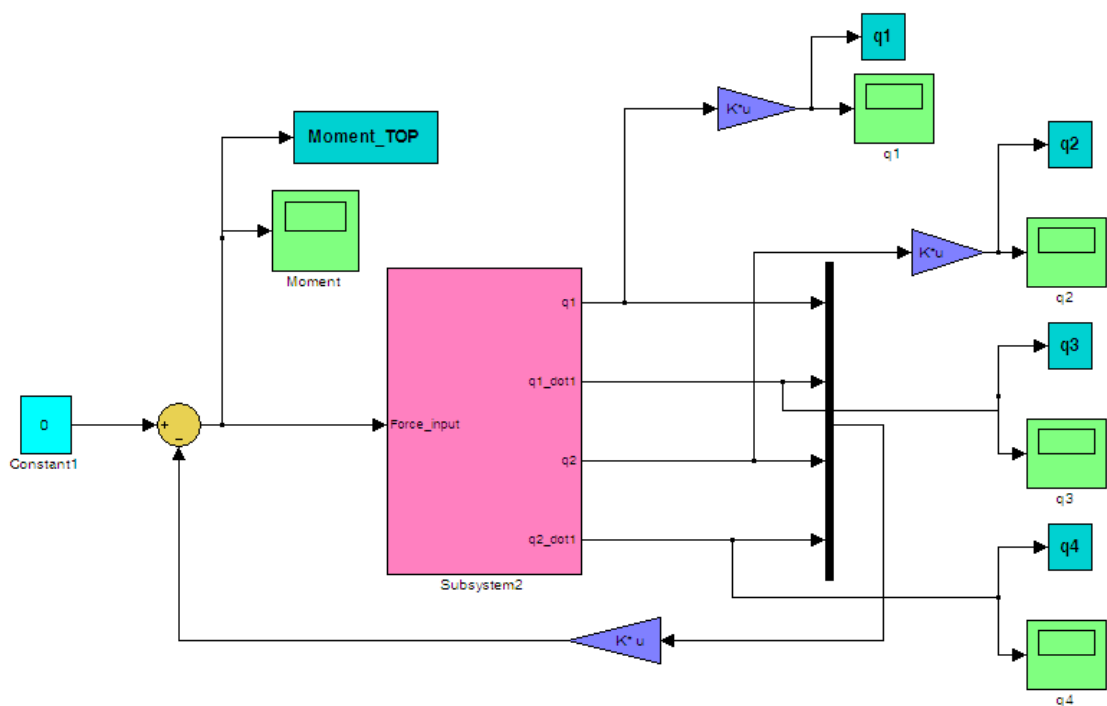 q1
K*u
q1
Moment_TOP
q2
K*u
q2
Moment
q1
q3
q1_dot1
0
+
−
Force_input
Constant1
q2
q3
q2_dot1
q4
Subsystem2
K* u
q4